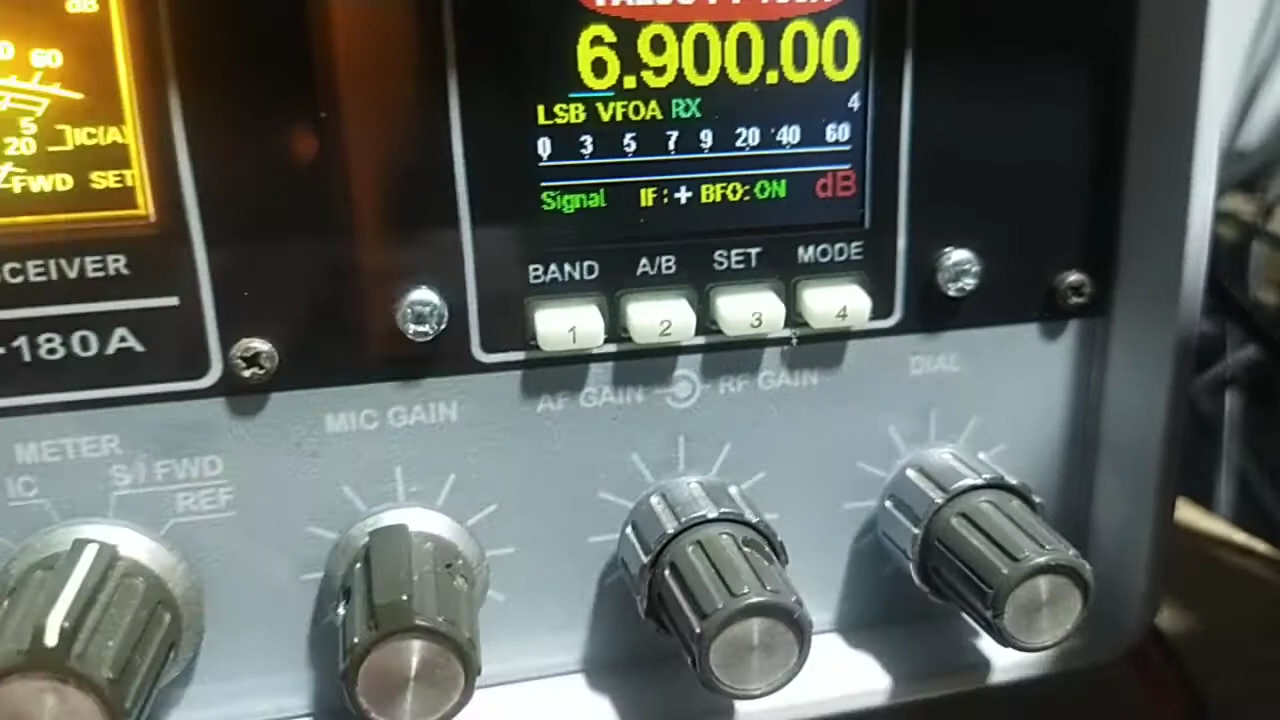 dB
60
5
20 IC(A)
FWD SET
CEIVER
-180A
6.900.00
LSB VFOA RX 4
0 3 5 7 9 20 40 60
Signal IF:+ BFO:ON dB
BAND A/B SET MODE
1 2 3 4
AF GAIN RF GAIN
DIAL
MIC GAIN
METER
IC S/FWD
REF